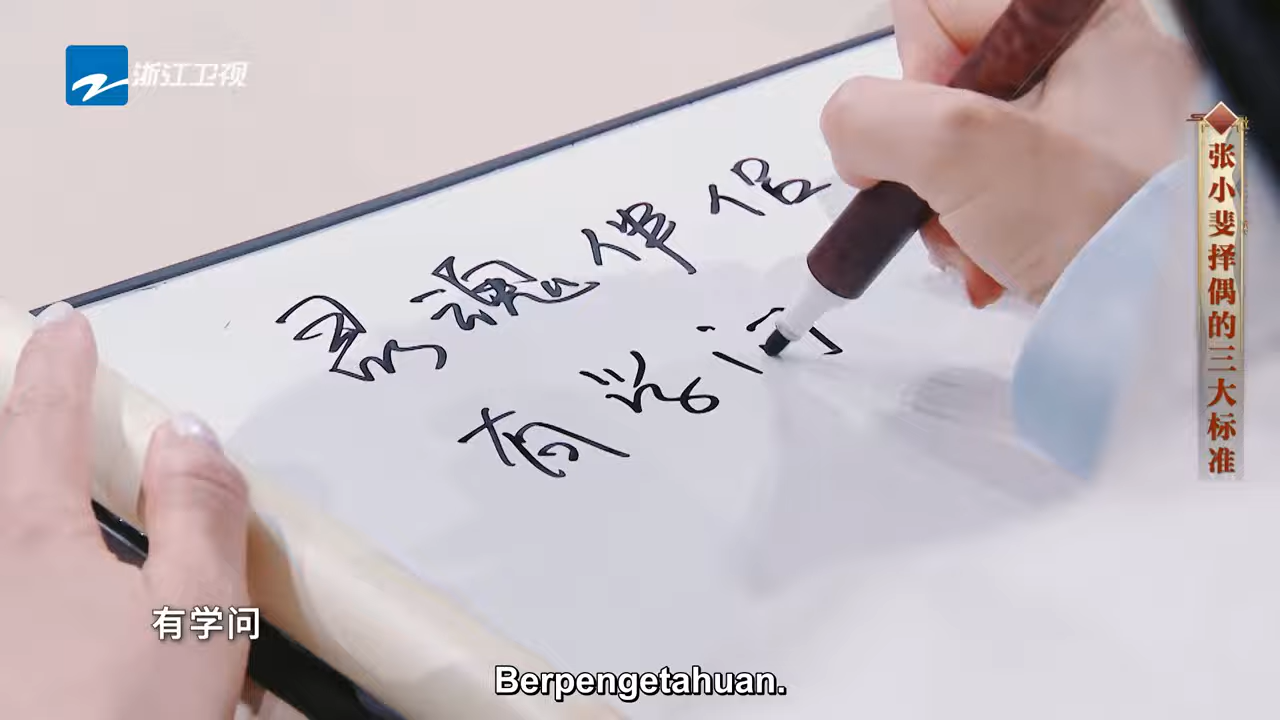 浙江卫视
张小斐择偶的三大标准
灵魂伴侣
有学问
有学问
Berpengetahuan.